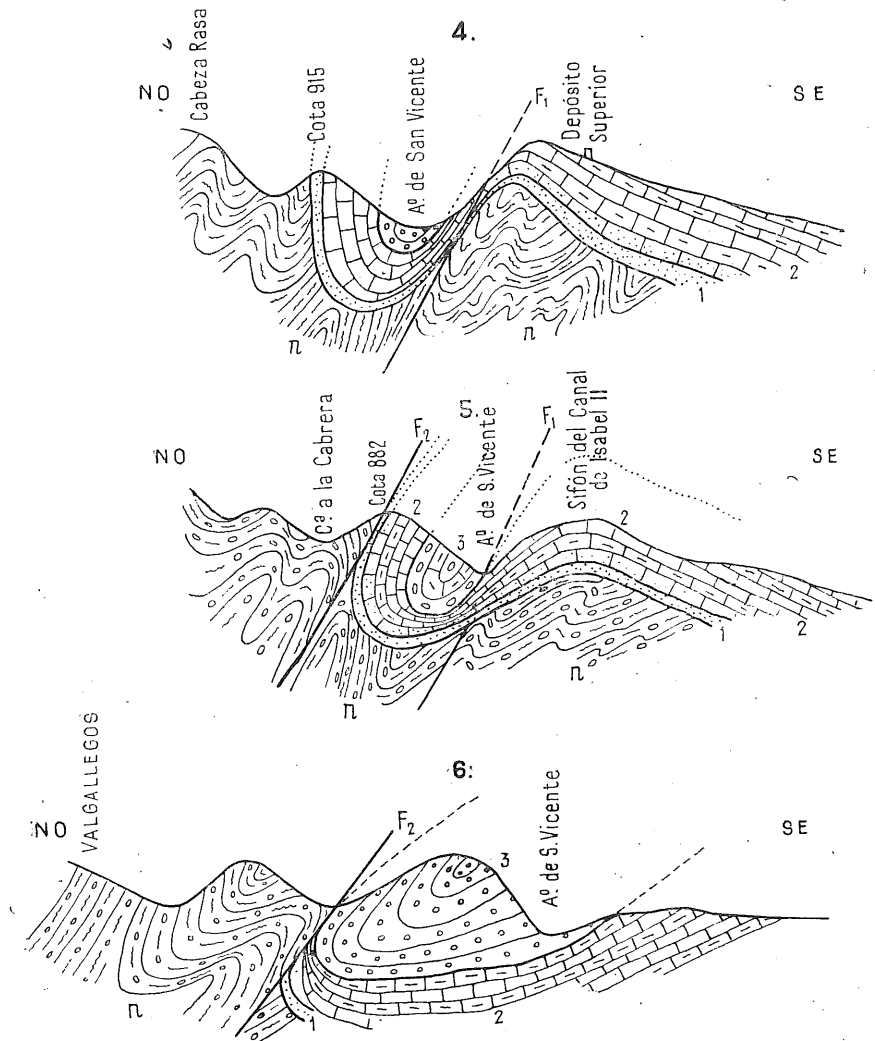 4.
NO
Cabeza Rasa
Cota 915
Aº de San Vicente
F1
Depósito
Superior
SE
n
n
1
2
5.
NO
Cª a la Cabrera
Cota 882
F2
2
3
Aº de S. Vicente
F1
Sifón del Canal
de Isabel II
2
SE
n
n
1
2
6:
NO
VALGALLEGOS
F2
3
Aº de S. Vicente
SE
n
1
2